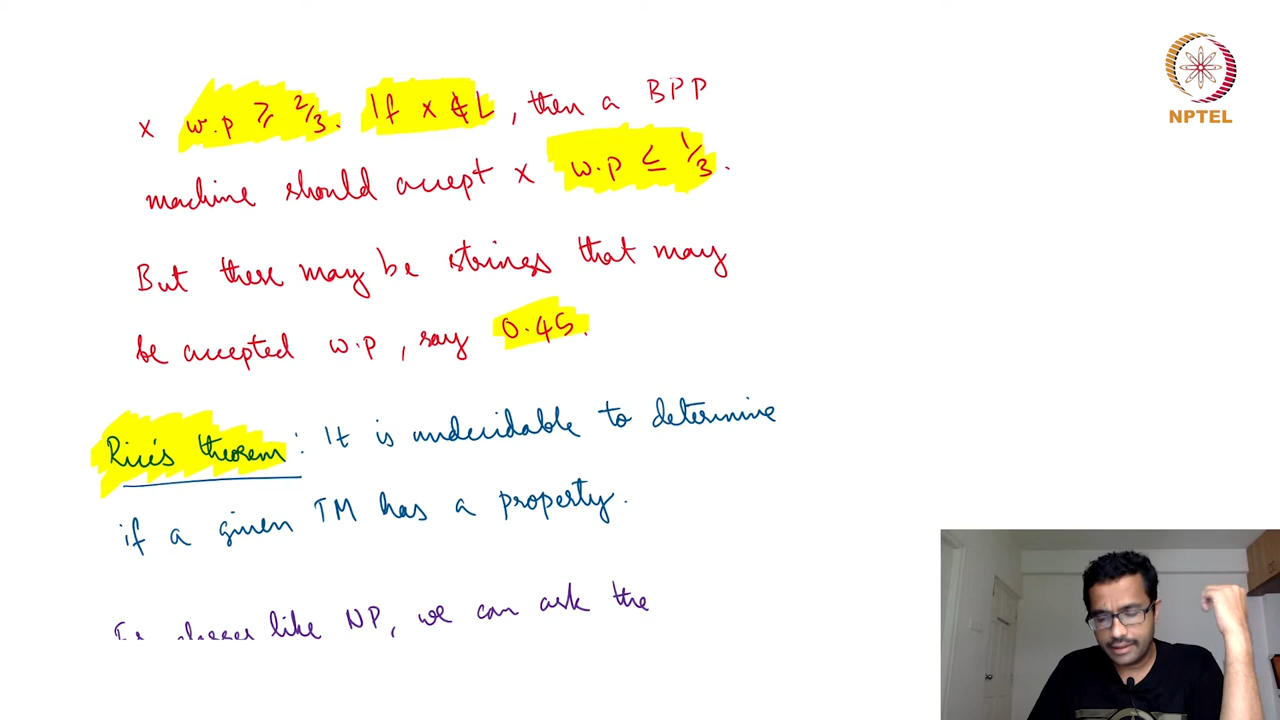 x w.p ≥ 2/3. If x ∉ L, then a BPP
machine should accept x w.p ≤ 1/3.
But there may be strings that may
be accepted w.p, say 0.45.
Rice's theorem: It is undecidable to determine
if a given TM has a property.
In classes like NP, we can ask the
NPTEL